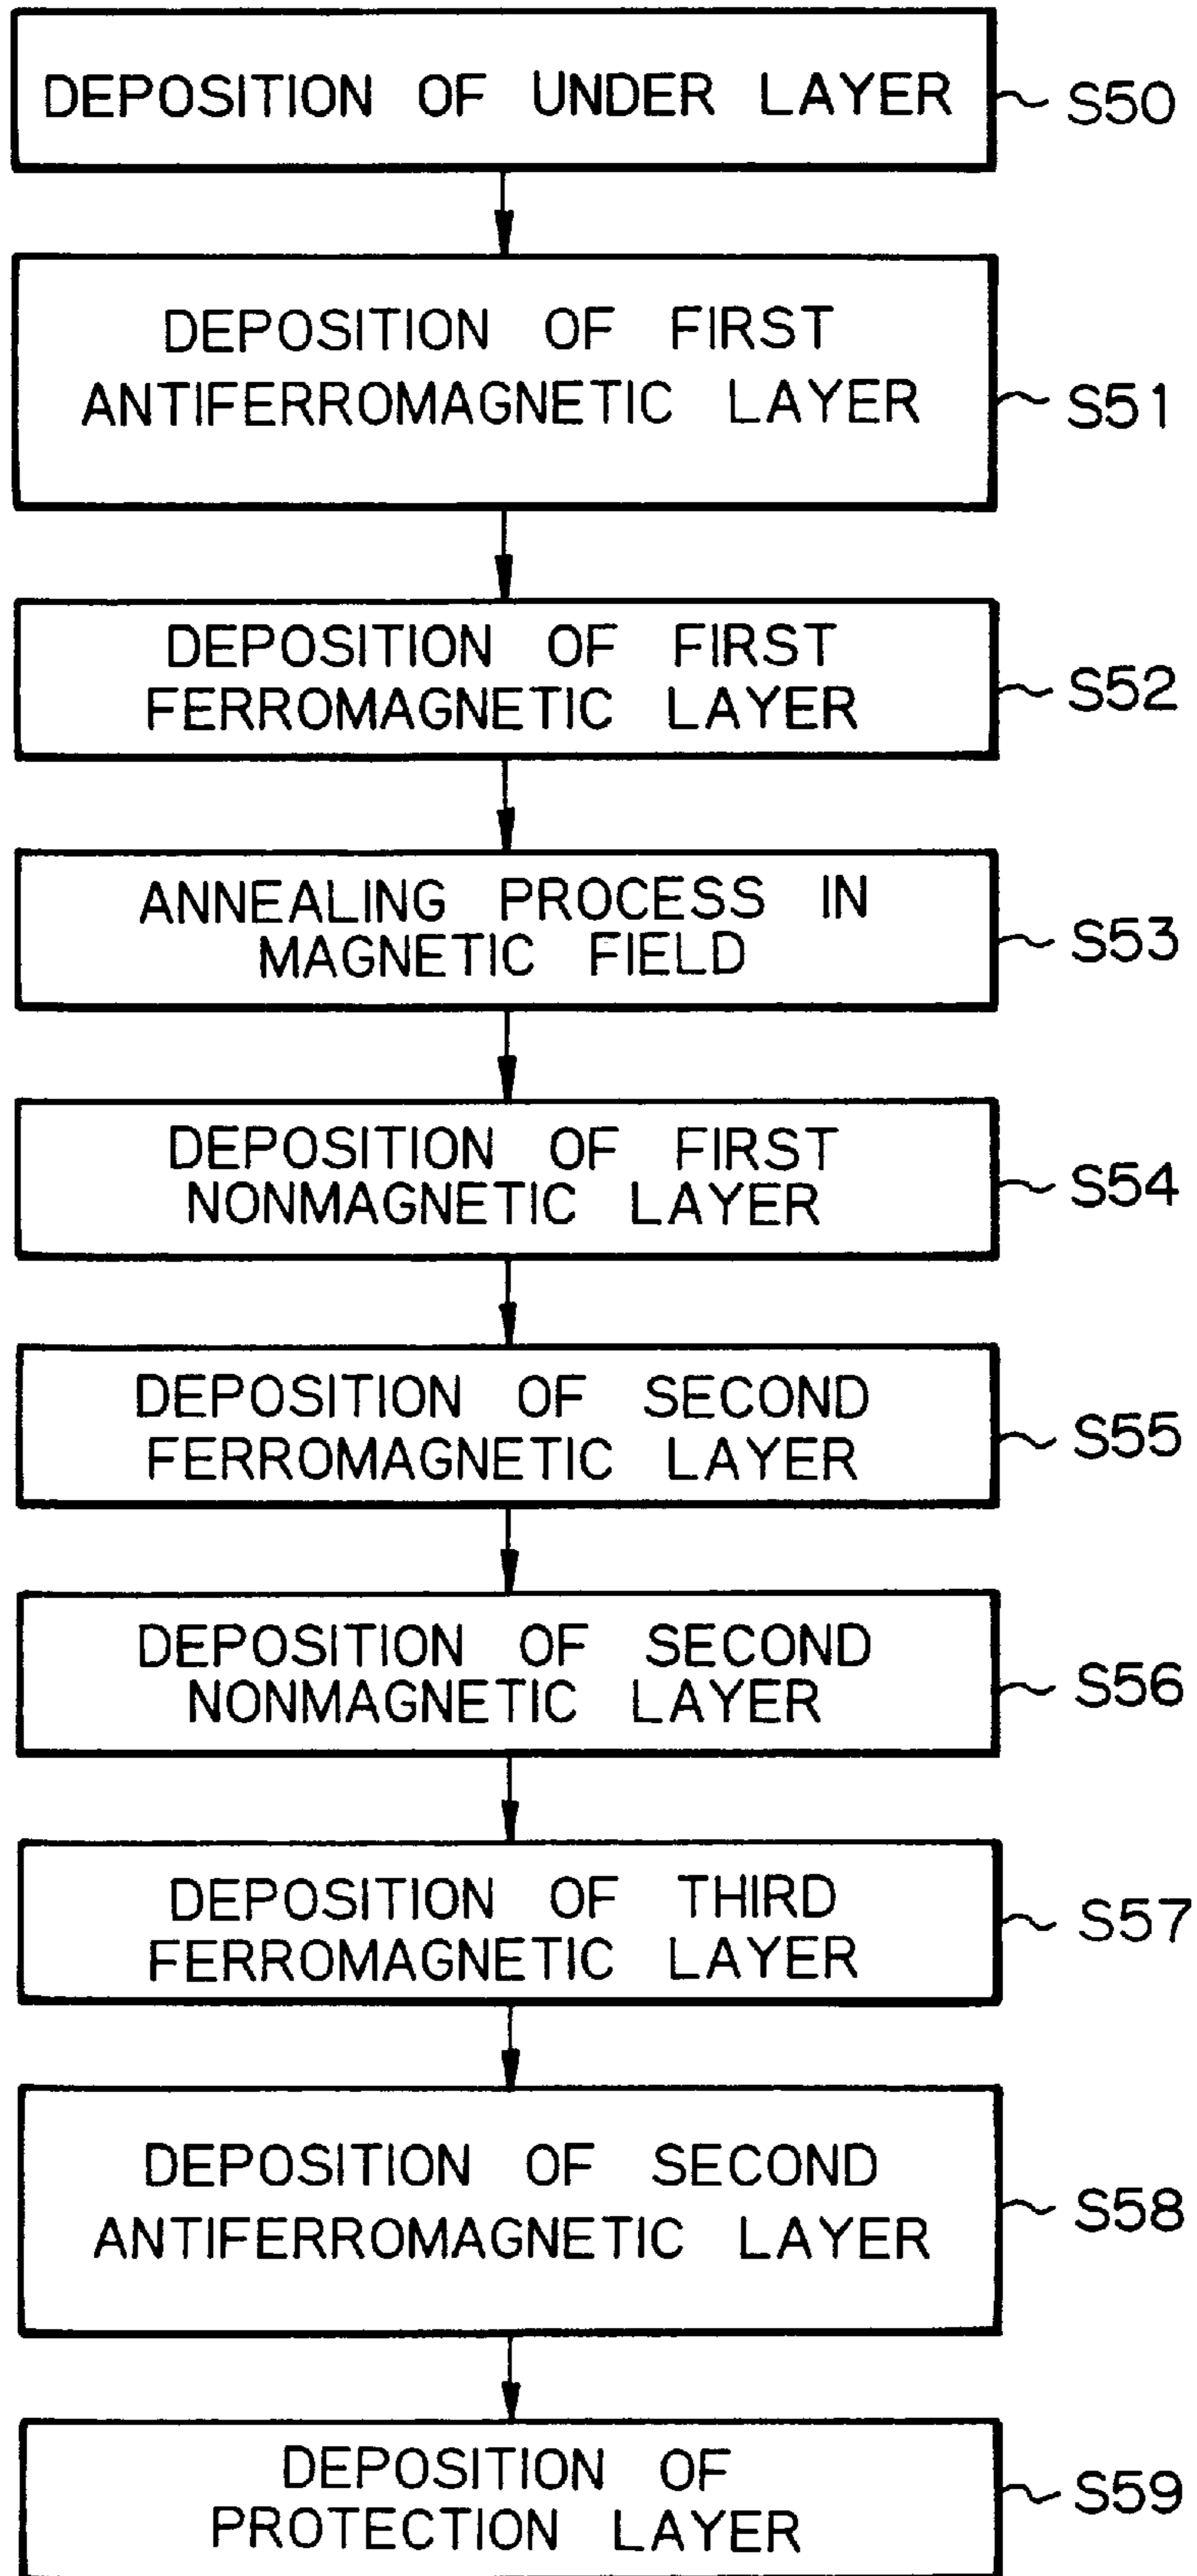 DEPOSITION OF UNDER LAYER
S50
DEPOSITION OF FIRST
ANTIFERROMAGNETIC LAYER
S51
DEPOSITION OF FIRST
FERROMAGNETIC LAYER
S52
ANNEALING PROCESS IN
MAGNETIC FIELD
S53
DEPOSITION OF FIRST
NONMAGNETIC LAYER
S54
DEPOSITION OF SECOND
FERROMAGNETIC LAYER
S55
DEPOSITION OF SECOND
NONMAGNETIC LAYER
S56
DEPOSITION OF THIRD
FERROMAGNETIC LAYER
S57
DEPOSITION OF SECOND
ANTIFERROMAGNETIC LAYER
S58
DEPOSITION OF
PROTECTION LAYER
S59